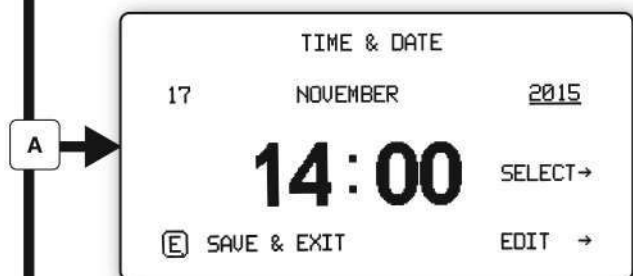 TIME & DATE
17 NOVEMBER 2015
A
14:00 SELECT→
E SAVE & EXIT EDIT →